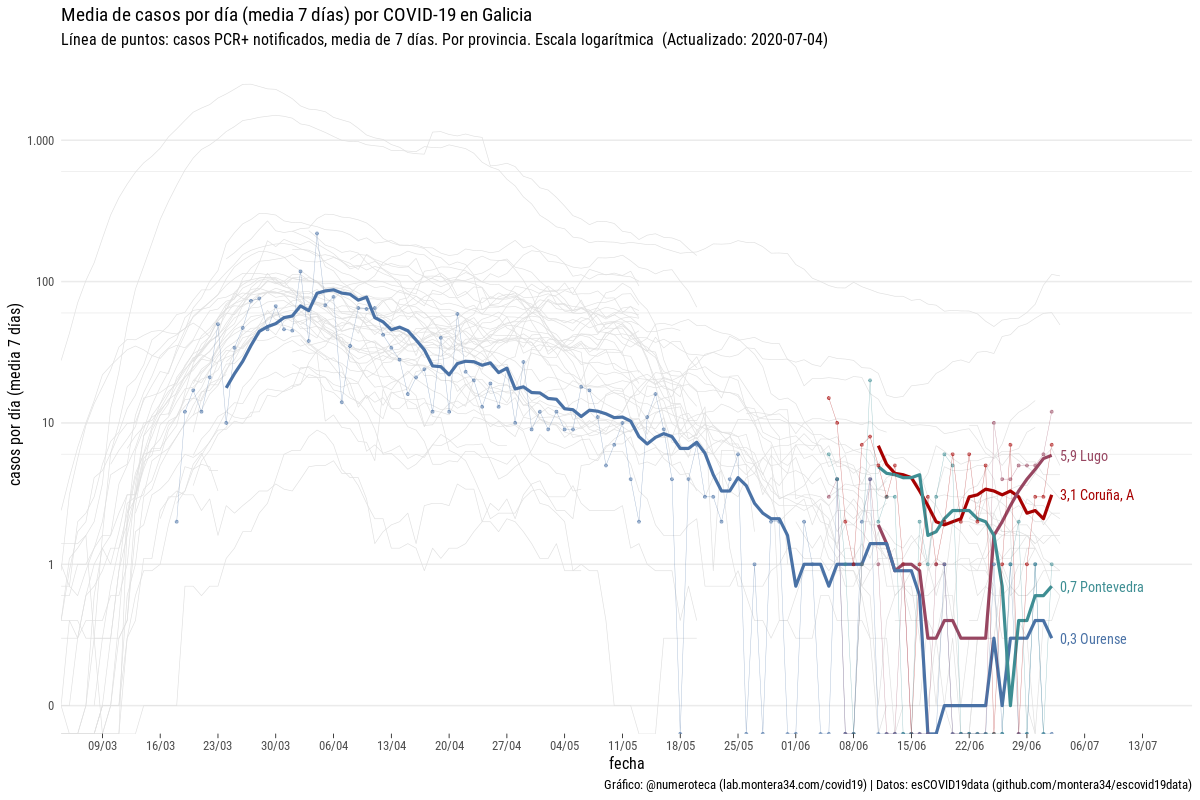 Media de casos por día (media 7 días) por COVID-19 en Galicia
Línea de puntos: casos PCR+ notificados, media de 7 días. Por provincia. Escala logarítmica  (Actualizado: 2020-07-04)
casos por día (media 7 días)
1.000
100
10
1
0
5,9 Lugo
3,1 Coruña, A
0,7 Pontevedra
0,3 Ourense
09/03 16/03 23/03 30/03 06/04 13/04 20/04 27/04 04/05 11/05 18/05 25/05 01/06 08/06 15/06 22/06 29/06 06/07 13/07
fecha
Gráfico: @numeroteca (lab.montera34.com/covid19) | Datos: esCOVID19data (github.com/montera34/escovid19data)